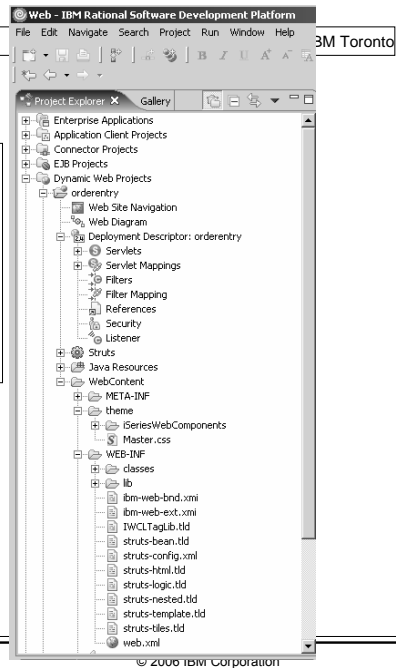 Web - IBM Rational Software Development Platform
File Edit Navigate Search Project Run Window Help
BM Toronto
B I U A A
Project Explorer Gallery
Enterprise Applications
Application Client Projects
Connector Projects
EJB Projects
Dynamic Web Projects
orderentry
Web Site Navigation
Web Diagram
Deployment Descriptor: orderentry
Servlets
Servlet Mappings
Filters
Filter Mapping
References
Security
Listener
Struts
Java Resources
WebContent
META-INF
theme
iSeriesWebComponents
Master.css
WEB-INF
classes
lib
ibm-web-bnd.xmi
ibm-web-ext.xmi
IWCLTagLib.tld
struts-bean.tld
struts-config.xml
struts-html.tld
struts-logic.tld
struts-nested.tld
struts-template.tld
struts-tiles.tld
web.xml
© 2006 IBM Corporation